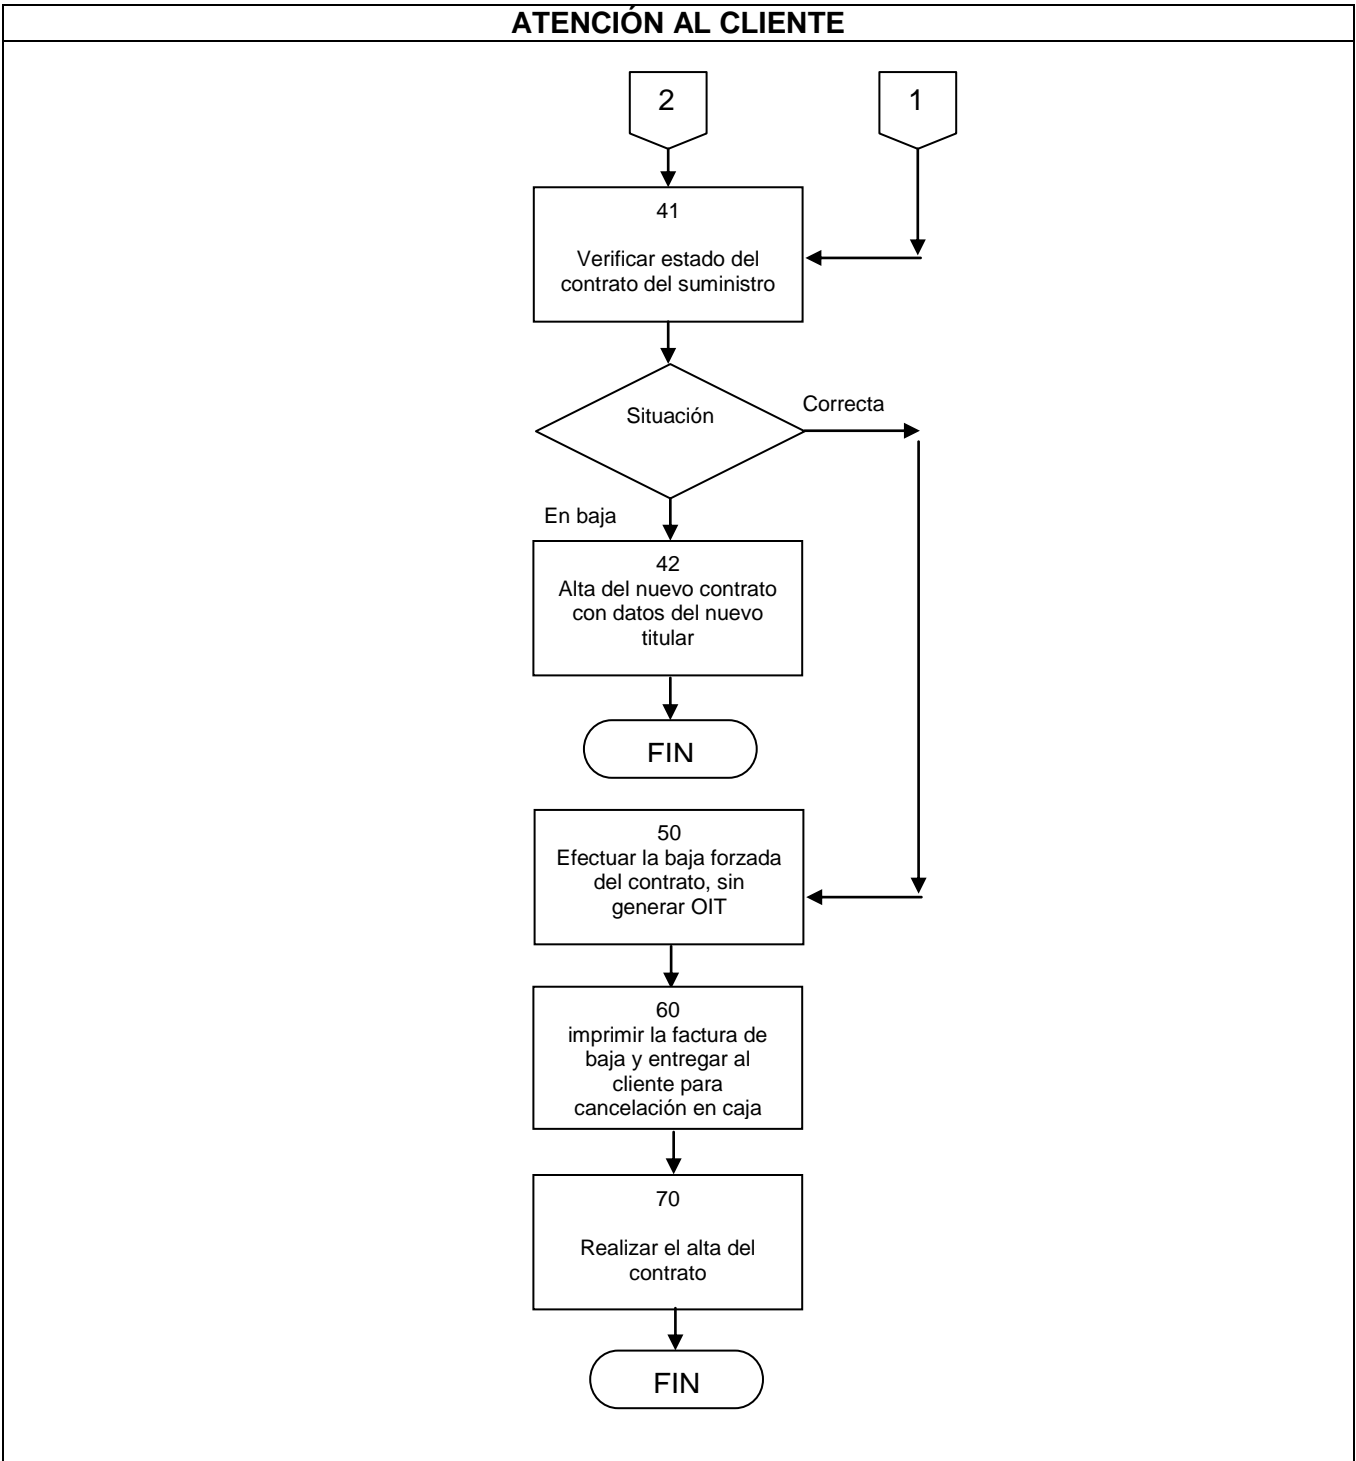 ATENCIÓN AL CLIENTE
2
1
41
Verificar estado del
contrato del suministro
Situación
Correcta
En baja
42
Alta del nuevo contrato
con datos del nuevo
titular
FIN
50
Efectuar la baja forzada
del contrato, sin
generar OIT
60
imprimir la factura de
baja y entregar al
cliente para
cancelación en caja
70
Realizar el alta del
contrato
FIN